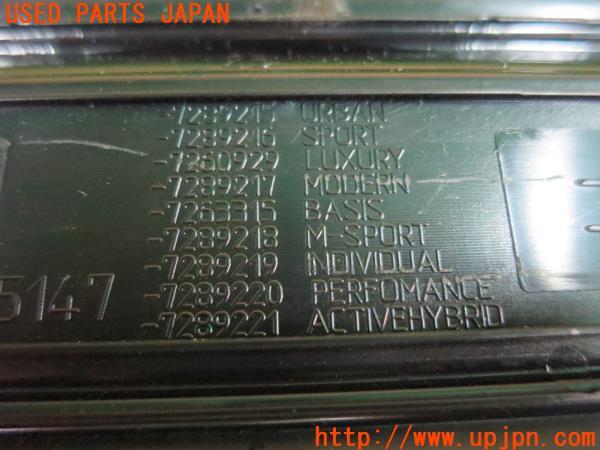 USED PARTS JAPAN
-7289215 URBAN
-7289216 SPORT
-7260929 LUXURY
-7289217 MODERN
-7263315 BASIS
-7289218 M-SPORT
-7289219 INDIVIDUAL
5147 -7289220 PERFOMANCE
-7289221 ACTIVEHYBRID
http://www.upjpn.com